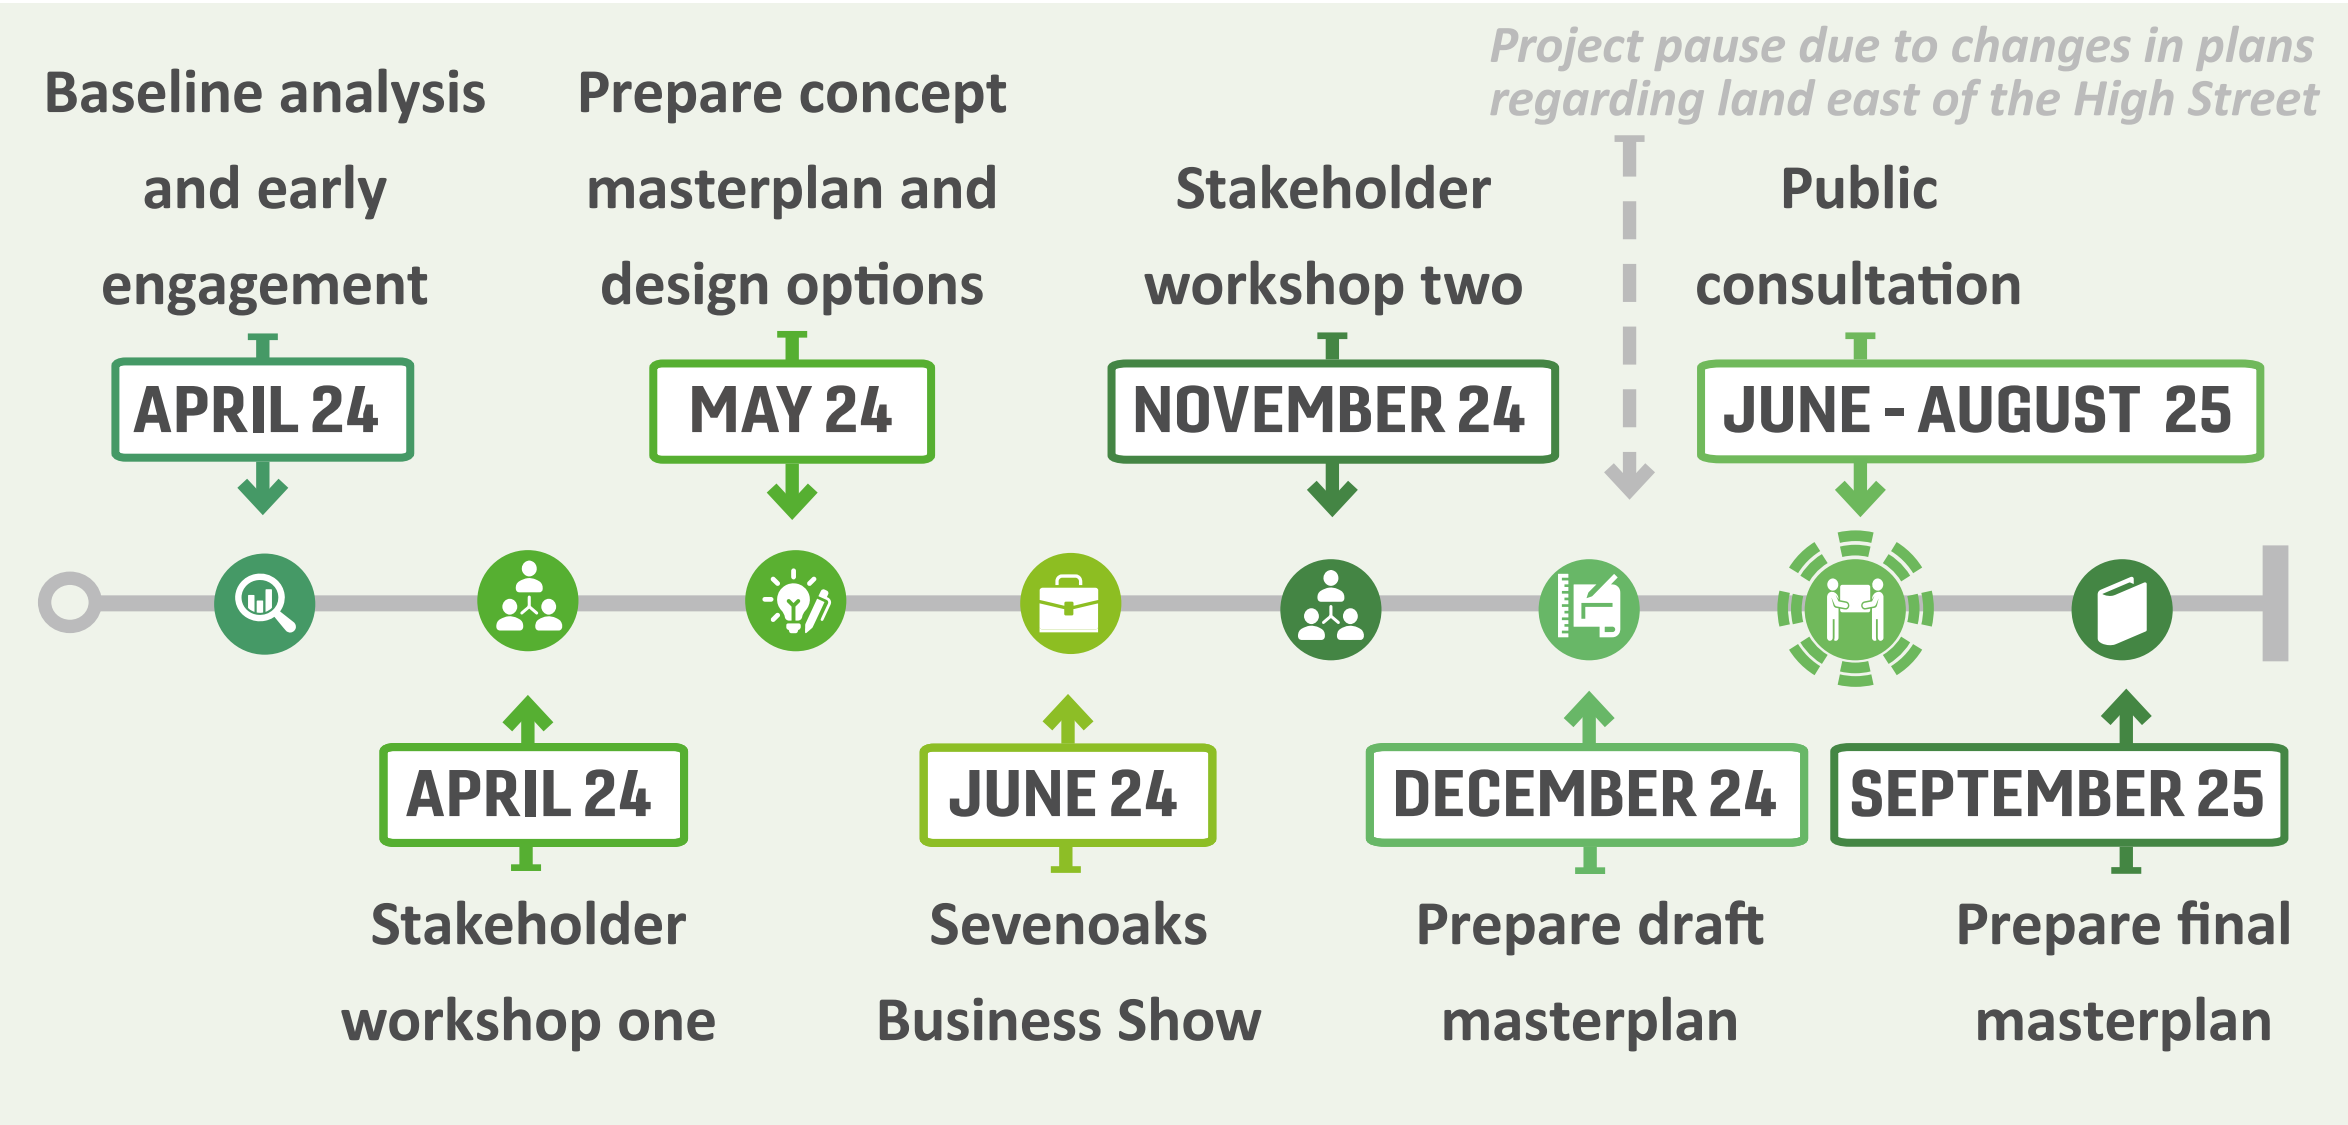 Project pause due to changes in plans
regarding land east of the High Street
Baseline analysis
and early
engagement
APRIL 24
Prepare concept
masterplan and
design options
MAY 24
Stakeholder
workshop two
NOVEMBER 24
Public
consultation
JUNE - AUGUST 25
APRIL 24
Stakeholder
workshop one
JUNE 24
Sevenoaks
Business Show
DECEMBER 24
Prepare draft
masterplan
SEPTEMBER 25
Prepare final
masterplan